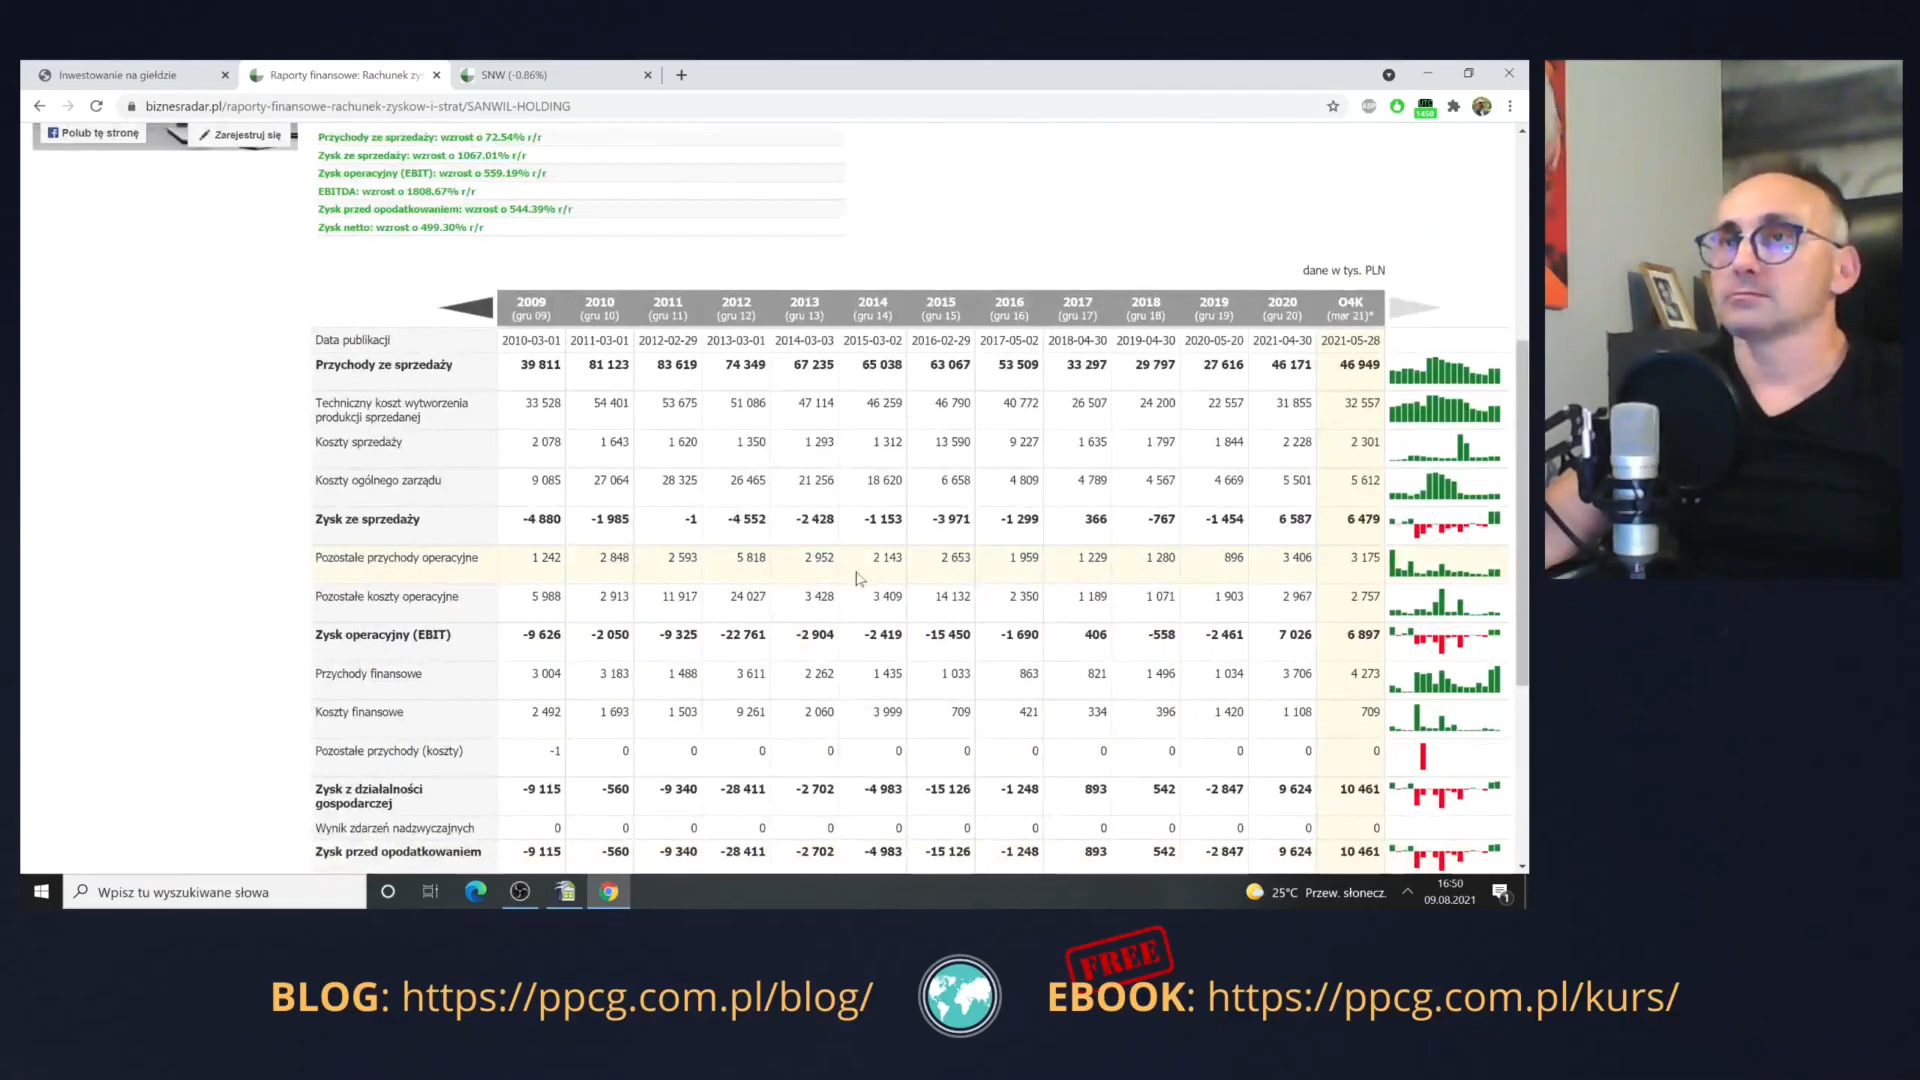 Inwestowanie na giełdzie
Raporty finansowe: Rachunek zy
SNW (-0.86%)
biznesradar.pl/raporty-finansowe-rachunek-zyskow-i-strat/SANWIL-HOLDING
ABP
UTC
1450
Polub tę stronę
Zarejestruj się
Przychody ze sprzedaży: wzrost o 72.54% r/r
Zysk ze sprzedaży: wzrost o 1067.01% r/r
Zysk operacyjny (EBIT): wzrost o 559.19% r/r
EBITDA: wzrost o 1808.67% r/r
Zysk przed opodatkowaniem: wzrost o 544.39% r/r
Zysk netto: wzrost o 499.30% r/r
dane w tys. PLN
2009 2010 2011 2012 2013 2014 2015 2016 2017 2018 2019 2020 O4K
(gru 09) (gru 10) (gru 11) (gru 12) (gru 13) (gru 14) (gru 15) (gru 16) (gru 17) (gru 18) (gru 19) (gru 20) (mar 21)*
Data publikacji 2010-03-01 2011-03-01 2012-02-29 2013-03-01 2014-03-03 2015-03-02 2016-02-29 2017-05-02 2018-04-30 2019-04-30 2020-05-20 2021-04-30 2021-05-28
Przychody ze sprzedaży 39 811 81 123 83 619 74 349 67 235 65 038 63 067 53 509 33 297 29 797 27 616 46 171 46 949
Techniczny koszt wytworzenia 33 528 54 401 53 675 51 086 47 114 46 259 46 790 40 772 26 507 24 200 22 557 31 855 32 557
produkcji sprzedanej
Koszty sprzedaży 2 078 1 643 1 620 1 350 1 293 1 312 13 590 9 227 1 635 1 797 1 844 2 228 2 301
Koszty ogólnego zarządu 9 085 27 064 28 325 26 465 21 256 18 620 6 658 4 809 4 789 4 567 4 669 5 501 5 612
Zysk ze sprzedaży -4 880 -1 985 -1 -4 552 -2 428 -1 153 -3 971 -1 299 366 -767 -1 454 6 587 6 479
Pozostałe przychody operacyjne 1 242 2 848 2 593 5 818 2 952 2 143 2 653 1 959 1 229 1 280 896 3 406 3 175
Pozostałe koszty operacyjne 5 988 2 913 11 917 24 027 3 428 3 409 14 132 2 350 1 189 1 071 1 903 2 967 2 757
Zysk operacyjny (EBIT) -9 626 -2 050 -9 325 -22 761 -2 904 -2 419 -15 450 -1 690 406 -558 -2 461 7 026 6 897
Przychody finansowe 3 004 3 183 1 488 3 611 2 262 1 435 1 033 863 821 1 496 1 034 3 706 4 273
Koszty finansowe 2 492 1 693 1 503 9 261 2 060 3 999 709 421 334 396 1 420 1 108 709
Pozostałe przychody (koszty) -1 0 0 0 0 0 0 0 0 0 0 0 0
Zysk z działalności -9 115 -560 -9 340 -28 411 -2 702 -4 983 -15 126 -1 248 893 542 -2 847 9 624 10 461
gospodarczej
Wynik zdarzeń nadzwyczajnych 0 0 0 0 0 0 0 0 0 0 0 0 0
Zysk przed opodatkowaniem -9 115 -560 -9 340 -28 411 -2 702 -4 983 -15 126 -1 248 893 542 -2 847 9 624 10 461
Wpisz tu wyszukiwane słowa
25°C Przew. słonecz.
16:50
09.08.2021
1
FREE
BLOG: https://ppcg.com.pl/blog/
EBOOK: https://ppcg.com.pl/kurs/